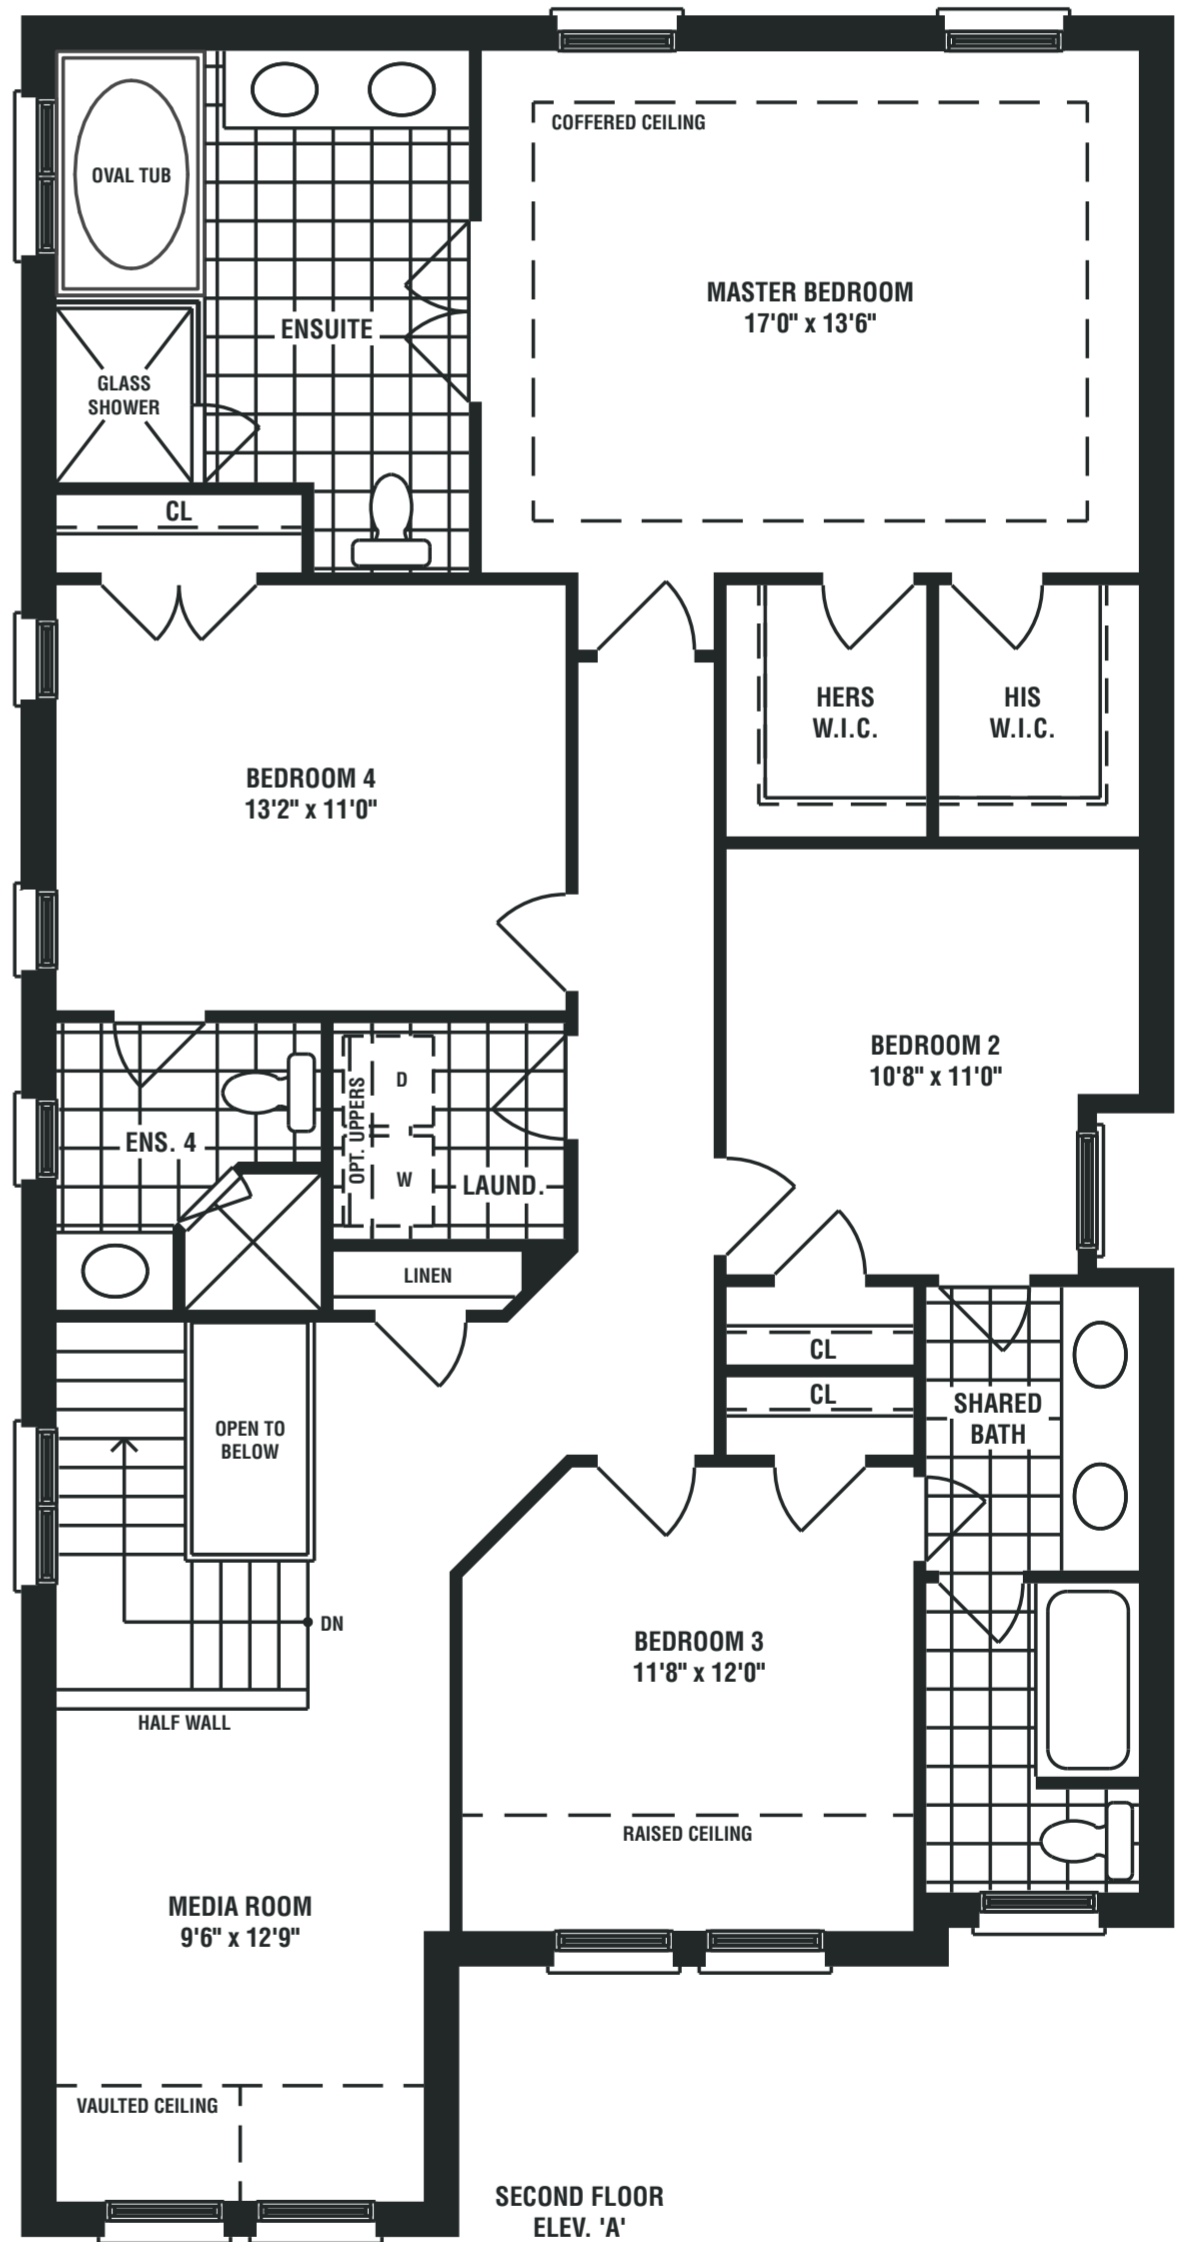 COFFERED CEILING
OVAL TUB
MASTER BEDROOM
17'0" x 13'6"
ENSUITE
GLASS
SHOWER
CL
HERS
W.I.C.
HIS
W.I.C.
BEDROOM 4
13'2" x 11'0"
BEDROOM 2
10'8" x 11'0"
OPT. UPPERS
D
W
ENS. 4
LAUND.
LINEN
CL
CL
SHARED
BATH
OPEN TO
BELOW
DN
HALF WALL
BEDROOM 3
11'8" x 12'0"
RAISED CEILING
MEDIA ROOM
9'6" x 12'9"
VAULTED CEILING
SECOND FLOOR
ELEV. 'A'